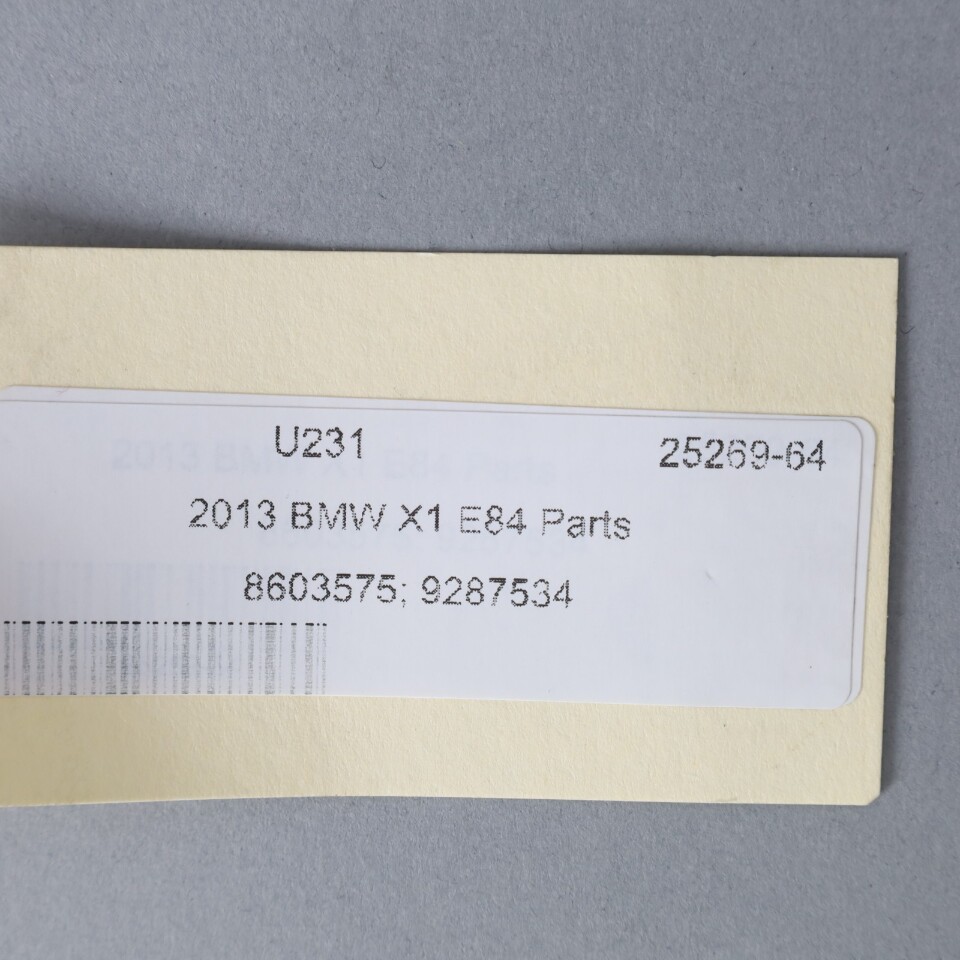 U231 25269-64
2013 BMW X1 E84 Parts
8603575; 9287534